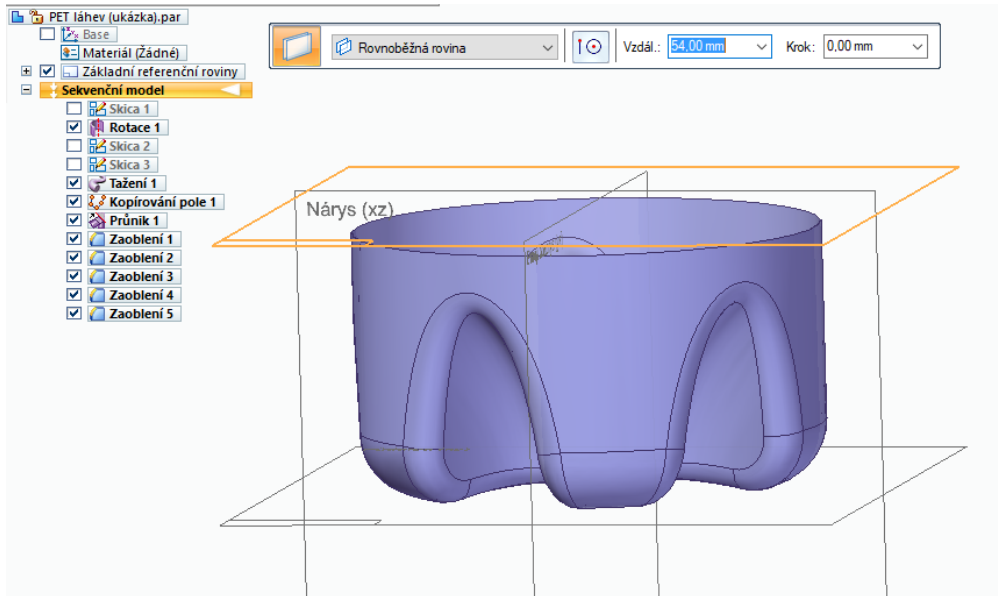 PET láhev (ukázka).par
Base
Materiál (Žádné)
Základní referenční roviny
Sekvenční model
Skica 1
Rotace 1
Skica 2
Skica 3
Tažení 1
Kopírování pole 1
Průnik 1
Zaoblení 1
Zaoblení 2
Zaoblení 3
Zaoblení 4
Zaoblení 5
Rovnoběžná rovina Vzdál.: 54,00 mm Krok: 0,00 mm
Nárys (xz)